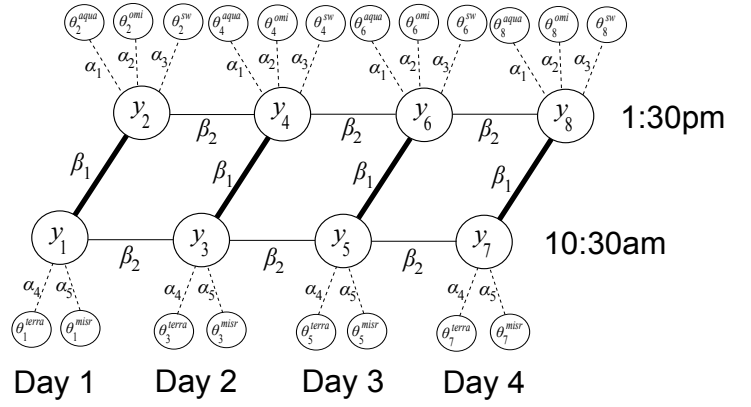 θ₂^aqua θ₂^omi θ₂^sw θ₄^aqua θ₄^omi θ₄^sw θ₆^aqua θ₆^omi θ₆^sw θ₈^aqua θ₈^omi θ₈^sw
α₁ α₂ α₃ α₁ α₂ α₃ α₁ α₂ α₃ α₁ α₂ α₃
y₂ y₄ y₆ y₈ 1:30pm
β₂ β₂ β₂
β₁ β₁ β₁ β₁
y₁ y₃ y₅ y₇ 10:30am
β₂ β₂ β₂
α₄ α₅ α₄ α₅ α₄ α₅ α₄ α₅
θ₁^terra θ₁^misr θ₃^terra θ₃^misr θ₅^terra θ₅^misr θ₇^terra θ₇^misr
Day 1 Day 2 Day 3 Day 4